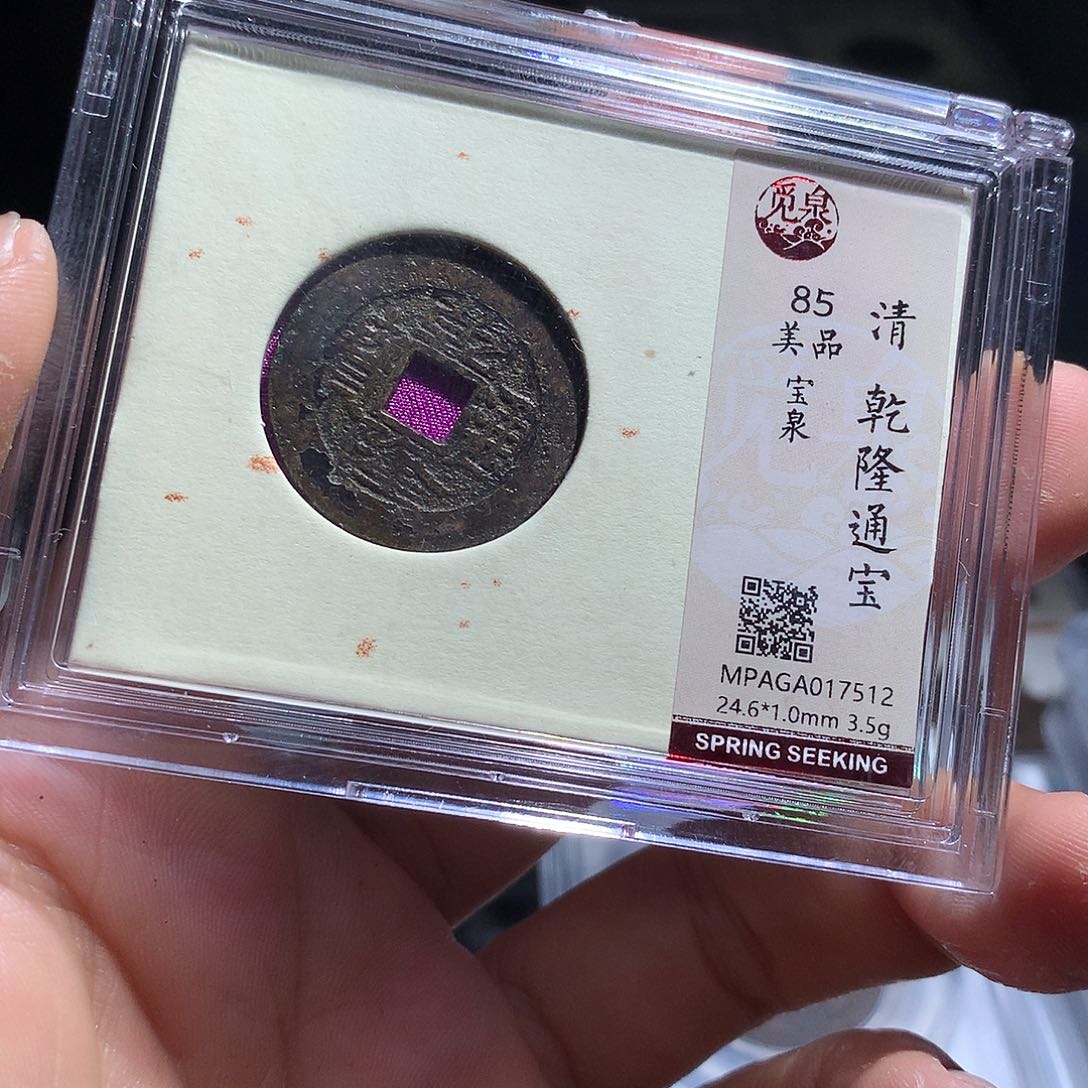 觅泉
清 乾隆通宝
85
美品
宝泉
MPAGA017512
24.6*1.0mm 3.5g
SPRING SEEKING